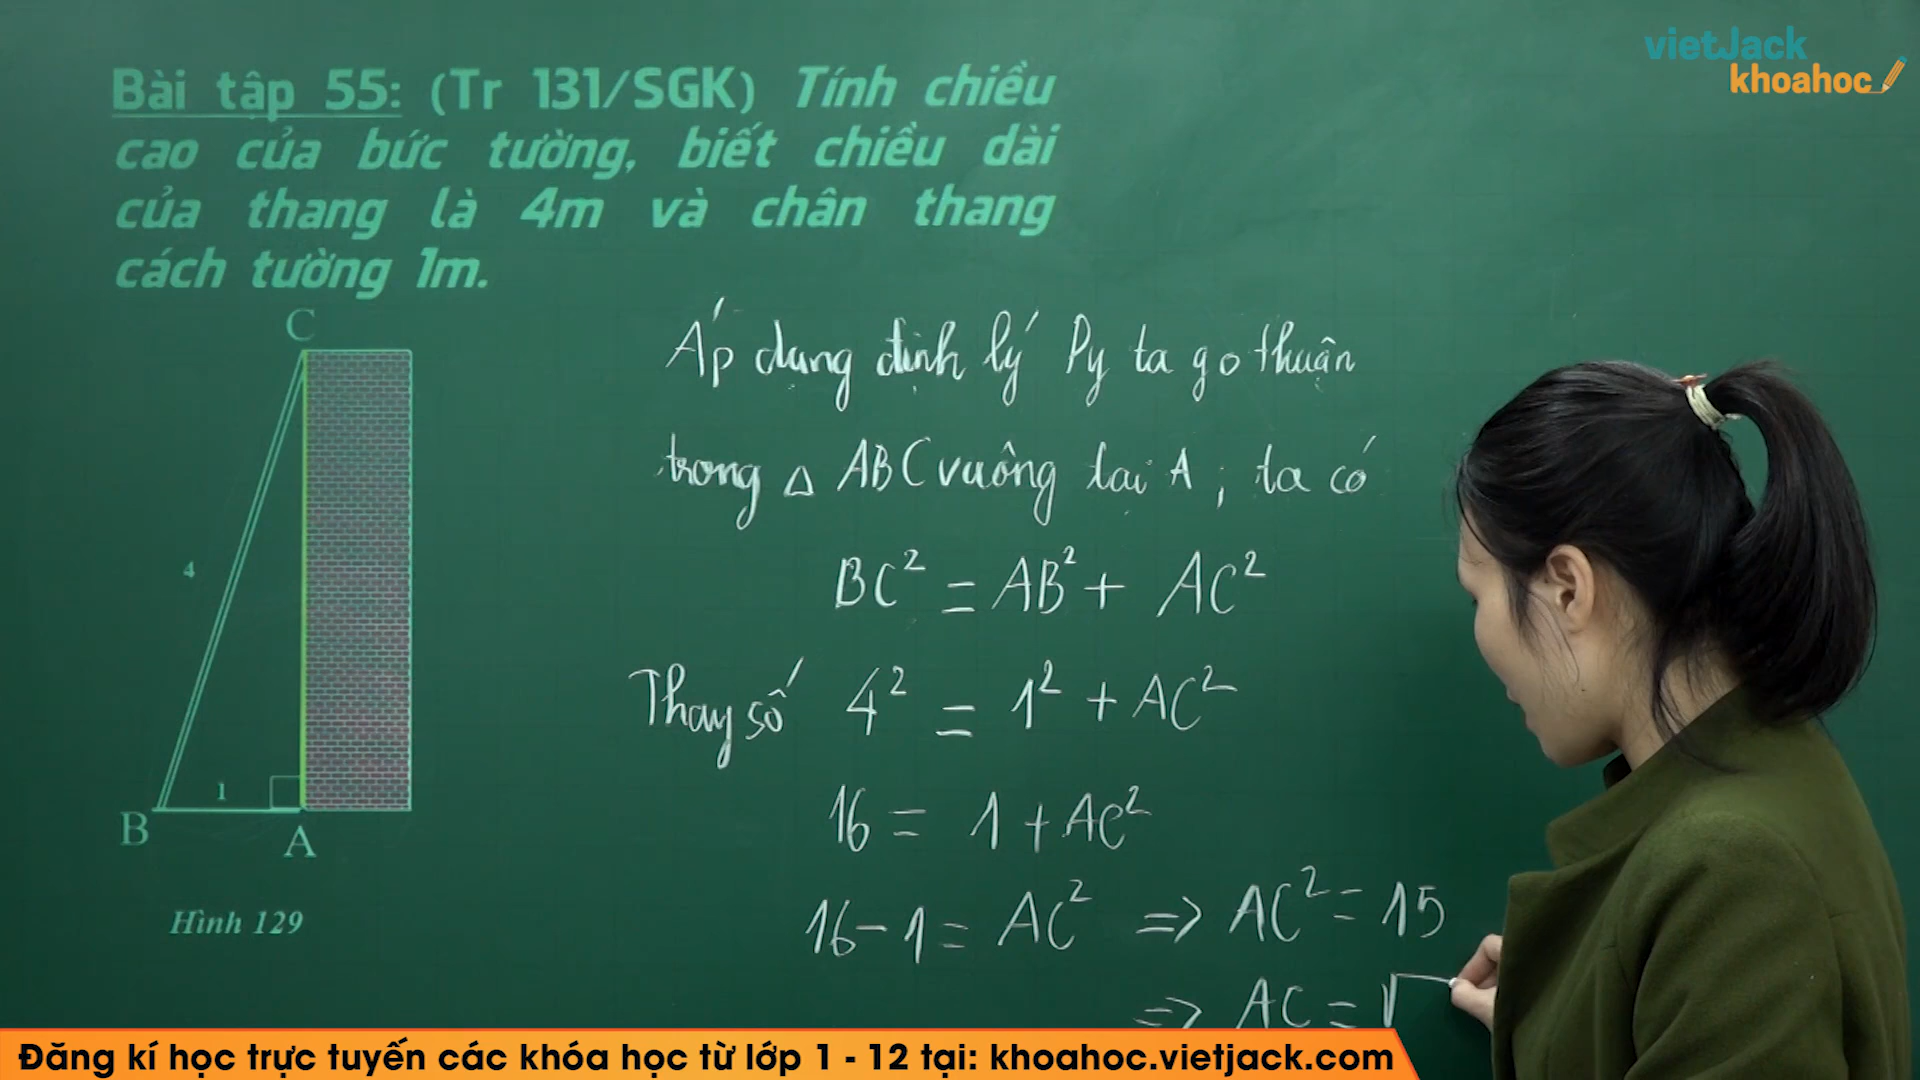 vietJack
khoahoc
Bài tập 55: (Tr 131/SGK) Tính chiều
cao của bức tường, biết chiều dài
của thang là 4m và chân thang
cách tường 1m.
C
4
1
B
A
Hình 129
Áp dụng định lý Py ta go thuận
trong △ ABC vuông tại A, ta có
BC² = AB² + AC²
Thay số 4² = 1² + AC²
16 = 1 + AC²
16 - 1 = AC² => AC² = 15
=> AC = √
Đăng kí học trực tuyến các khóa học từ lớp 1 - 12 tại: khoahoc.vietjack.com